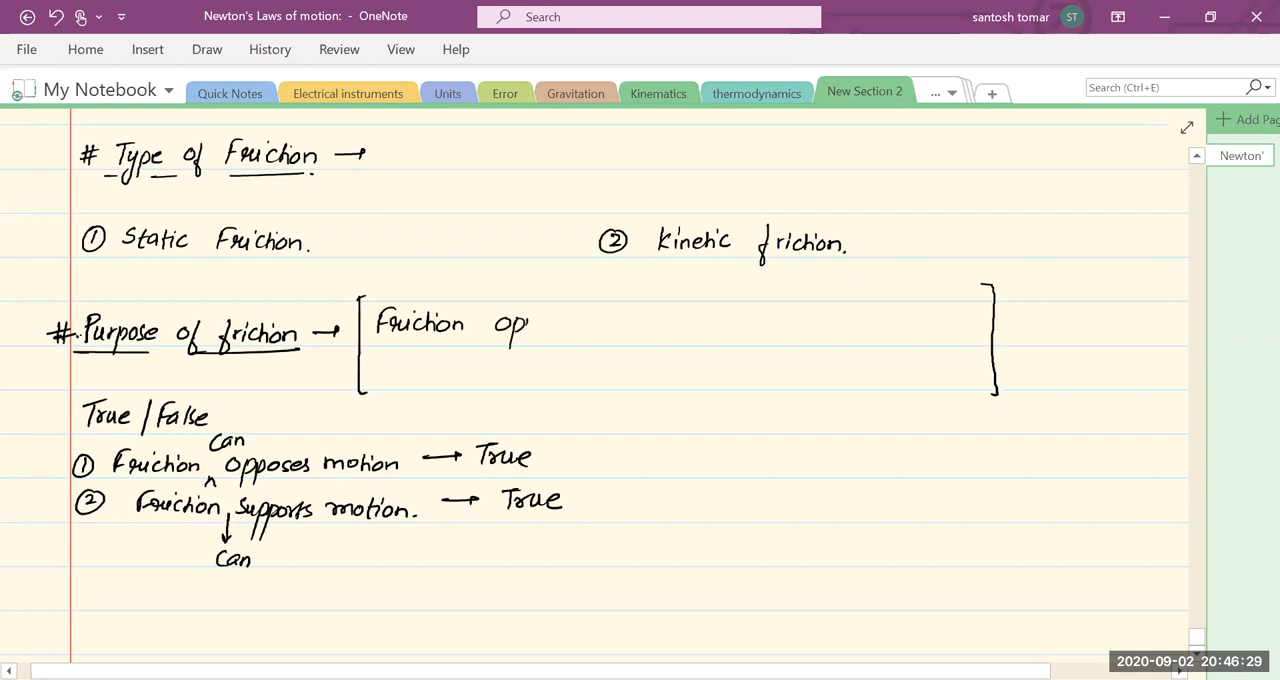 Newton's Laws of motion: - OneNote
Search
santosh tomar ST
File Home Insert Draw History Review View Help
My Notebook Quick Notes Electrical instruments Units Error Gravitation Kinematics thermodynamics New Section 2 ... +
Search (Ctrl+E)
Add Pag
Newton'
# Type of Friction →
① Static Friction. ② Kinetic friction.
# Purpose of friction → [Friction op ]
True / False
can
① Friction ^ opposes motion → True
② Friction supports motion. → True
↓
can
2020-09-02 20:46:29